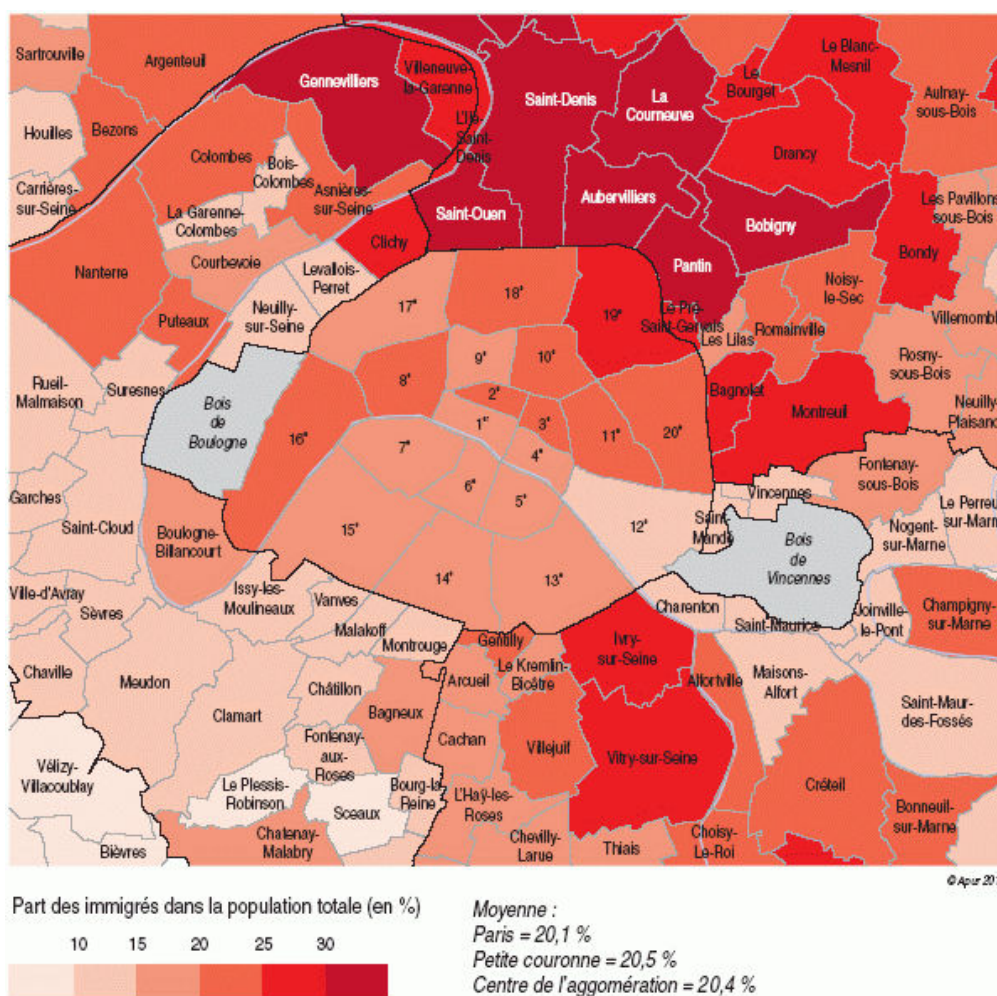 Sartrouville
Argenteuil
Gennevilliers
Villeneuve-
la-Garenne
Saint-Denis
La
Courneuve
Le
Bourget
Le Blanc-
Mesnil
Aulnay-
sous-Bois
Houilles
Bezons
L'Ile-
Saint-
Denis
Colombes
Bois-
Colombes
Asnières-
sur-Seine
Drancy
Carrières-
sur-Seine
La Garenne-
Colombes
Saint-Ouen
Aubervilliers
Bobigny
Les Pavillons-
sous-Bois
Nanterre
Courbevoie
Clichy
Levallois-
Perret
Pantin
Bondy
Puteaux
Neuilly-
sur-Seine
17e
18e
19e
Le Pré-
Saint-Gervais
Les Lilas
Romainville
Noisy-
le-Sec
Villemomble
Rueil-
Malmaison
Suresnes
Bois
de
Boulogne
16e
8e
9e
10e
2e
1er
3e
11e
20e
Bagnolet
Montreuil
Rosny-
sous-Bois
Neuilly-
Plaisance
Garches
Saint-Cloud
Boulogne-
Billancourt
7e
6e
5e
4e
15e
14e
13e
12e
Saint-
Mandé
Vincennes
Bois
de
Vincennes
Fontenay-
sous-Bois
Nogent-
sur-Marne
Le Perreux-
sur-Marne
Ville-d'Avray
Sèvres
Issy-les-
Moulineaux
Vanves
Malakoff
Montrouge
Gentilly
Le Kremlin-
Bicêtre
Ivry-
sur-Seine
Charenton
Saint-Maurice
Joinville-
le-Pont
Champigny-
sur-Marne
Chaville
Meudon
Clamart
Châtillon
Bagneux
Arcueil
Cachan
Villejuif
Vitry-sur-Seine
Alfortville
Maisons-
Alfort
Saint-Maur-
des-Fossés
Vélizy-
Villacoublay
Fontenay-
aux-
Roses
Le Plessis-
Robinson
Sceaux
Bourg-la-
Reine
L'Haÿ-les-
Roses
Créteil
Bonneuil-
sur-Marne
Bièvres
Chatenay-
Malabry
Chevilly-
Larue
Thiais
Choisy-
Le-Roi
Part des immigrés dans la population totale (en %)
10 15 20 25 30
Moyenne :
Paris = 20,1 %
Petite couronne = 20,5 %
Centre de l'aggomération = 20,4 %